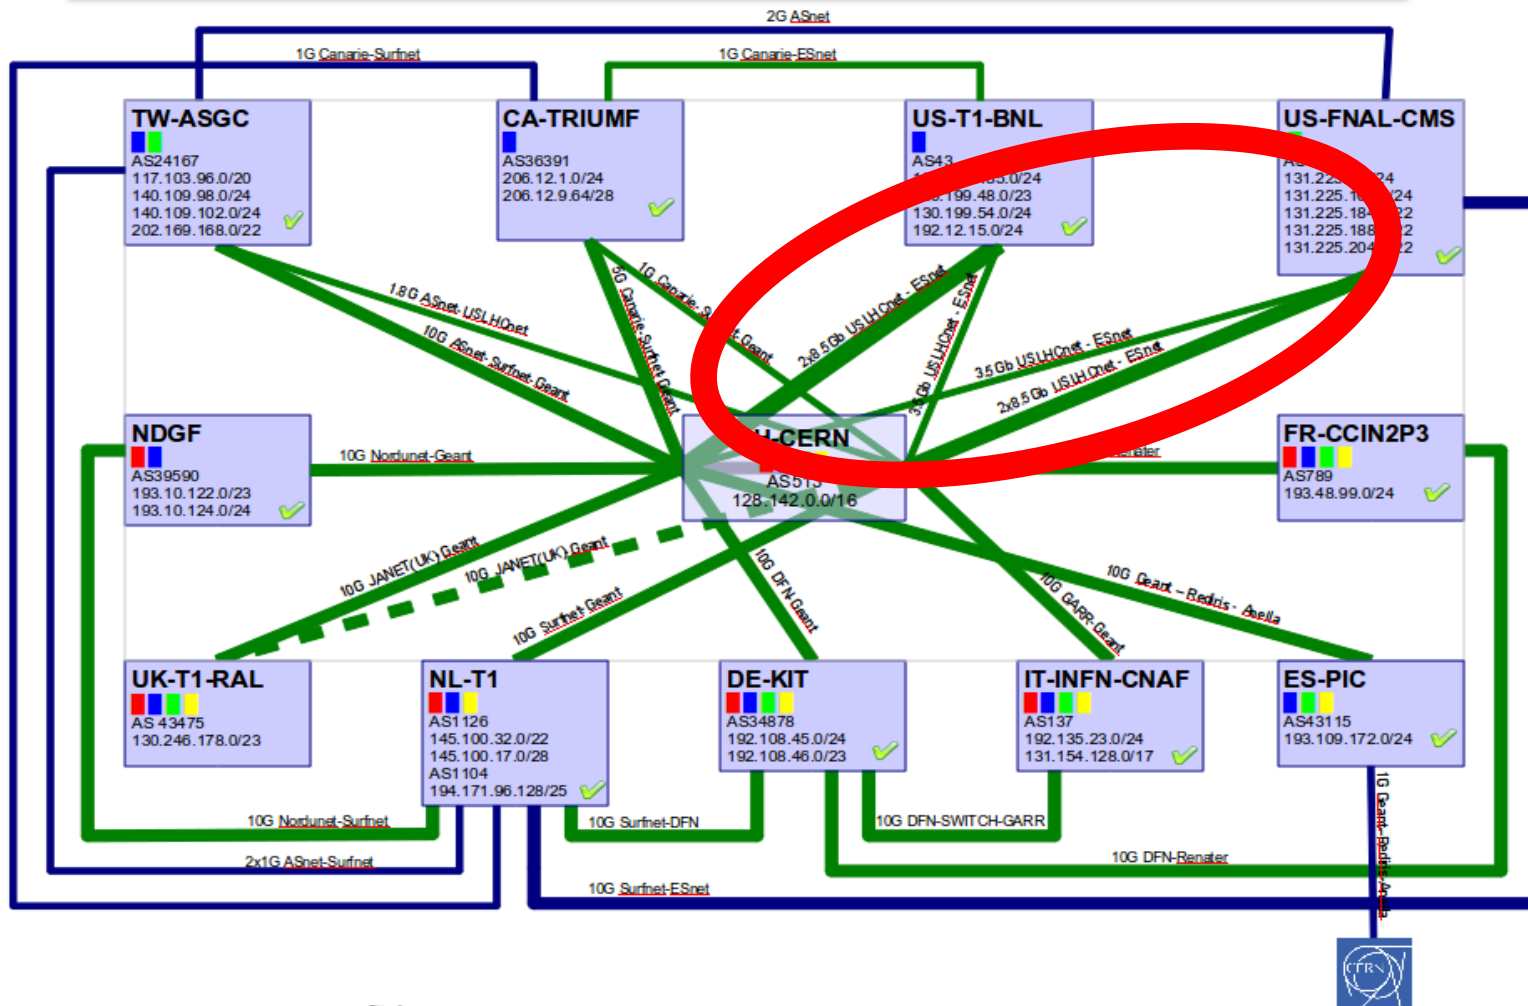 2G ASnet
1G Canarie-Surfnet
1G Canarie-ESnet
TW-ASGC
AS24167
117.103.96.0/20
140.109.98.0/24
140.109.102.0/24
202.169.168.0/22
CA-TRIUMF
AS36391
206.12.1.0/24
206.12.9.64/28
US-T1-BNL
AS43
.199.48.0/23
130.199.54.0/24
192.12.15.0/24
US-FNAL-CMS
131.225.204
1.8G ASnet-USLHCnet
10G ASnet-Surfnet-Geant
5G Canarie-Surfnet-Geant
1G Canarie-
-Geant
2x8.5Gb USLHCnet - ESnet
3.5Gb USLHCnet - ESnet
3.5Gb USLHCnet - ESnet
2x8.5Gb USLHCnet - ESnet
NDGF
AS39590
193.10.122.0/23
193.10.124.0/24
10G Nordunet-Geant
-CERN
AS513
128.142.0.0/16
FR-CCIN2P3
AS789
193.48.99.0/24
10G JANET(UK)-Geant
10G JANET(UK)-Geant
10G Surfnet-Geant
10G DFN-Geant
10G GARR-Geant
10G Geant – Rediris - Anella
UK-T1-RAL
AS 43475
130.246.178.0/23
NL-T1
AS1126
145.100.32.0/22
145.100.17.0/28
AS1104
194.171.96.128/25
DE-KIT
AS34878
192.108.45.0/24
192.108.46.0/23
IT-INFN-CNAF
AS137
192.135.23.0/24
131.154.128.0/17
ES-PIC
AS43115
193.109.172.0/24
10G Nordunet-Surfnet
10G Surfnet-DFN
10G DFN-SWITCH-GARR
2x1G ASnet-Surfnet
10G DFN-Renater
10G Surfnet-ESnet
1G Geant-Rediris-Anella
CERN